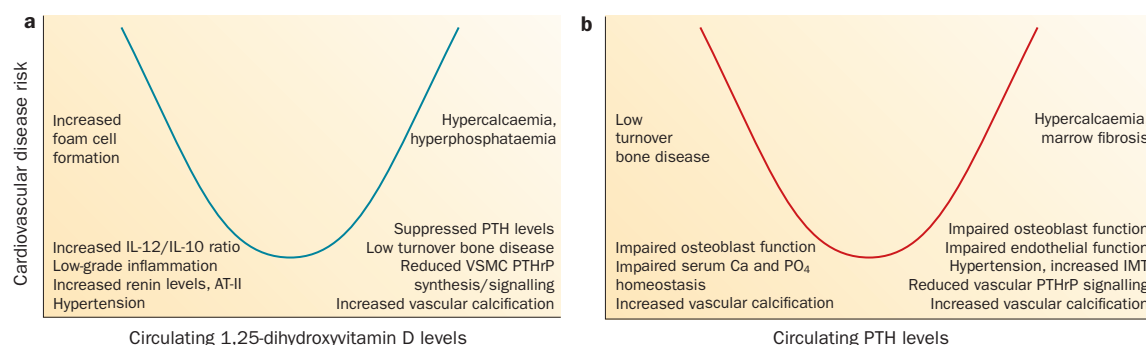 a
Cardiovascular disease risk
Increased
foam cell
formation
Hypercalcaemia,
hyperphosphataemia
Increased IL-12/IL-10 ratio
Low-grade inflammation
Increased renin levels, AT-II
Hypertension
Suppressed PTH levels
Low turnover bone disease
Reduced VSMC PTHrP
synthesis/signalling
Increased vascular calcification
Circulating 1,25-dihydroxyvitamin D levels
b
Low
turnover
bone disease
Hypercalcaemia
marrow fibrosis
Impaired osteoblast function
Impaired serum Ca and PO₄
homeostasis
Increased vascular calcification
Impaired osteoblast function
Impaired endothelial function
Hypertension, increased IMT
Reduced vascular PTHrP signalling
Increased vascular calcification
Circulating PTH levels